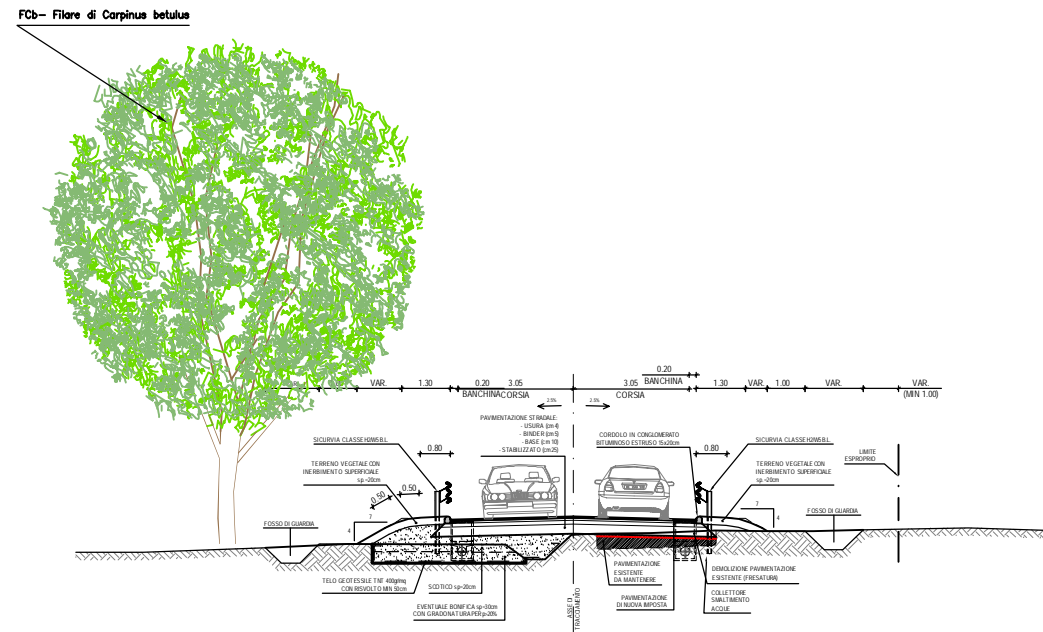 FCb- Filare di Carpinus betulus
0.20
BANCHINA
VAR.
1.30
0.20
3.05
3.05
1.30
VAR.
1.00
VAR.
VAR.
BANCHINA
CORSIA
CORSIA
(MIN 1.00)
2.5%
2.5%
PAVIMENTAZIONE STRADALE:
- USURA (cm 4)
- BINDER (cm 5)
- BASE (cm 10)
- STABILIZZATO (cm 25)
CORDOLO IN CONGLOMERATO
BITUMINOSO ESTRUSO 15x20cm
SICURVIA CLASSE H2W5B.L.
0.80
0.80
SICURVIA CLASSE H2W5B.L.
LIMITE
ESPROPRIO
TERRENO VEGETALE CON
INERBIMENTO SUPERFICIALE
sp.=20cm
TERRENO VEGETALE CON
INERBIMENTO SUPERFICIALE
sp.=20cm
0.50
0.50
7
4
7
4
FOSSO DI GUARDIA
FOSSO DI GUARDIA
TELO GEOTESSILE TNT 400g/mq
CON RISVOLTO MIN 50cm
SCOTICO sp=20cm
EVENTUALE BONIFICA sp=30cm
CON GRADONATURA PER p>20%
ASSE DI
TRACCIAMENTO
PAVIMENTAZIONE
ESISTENTE
DA MANTENERE
PAVIMENTAZIONE
DI NUOVA IMPOSTA
DEMOLIZIONE PAVIMENTAZIONE
ESISTENTE (FRESATURA)
COLLETTORE
SMALTIMENTO
ACQUE